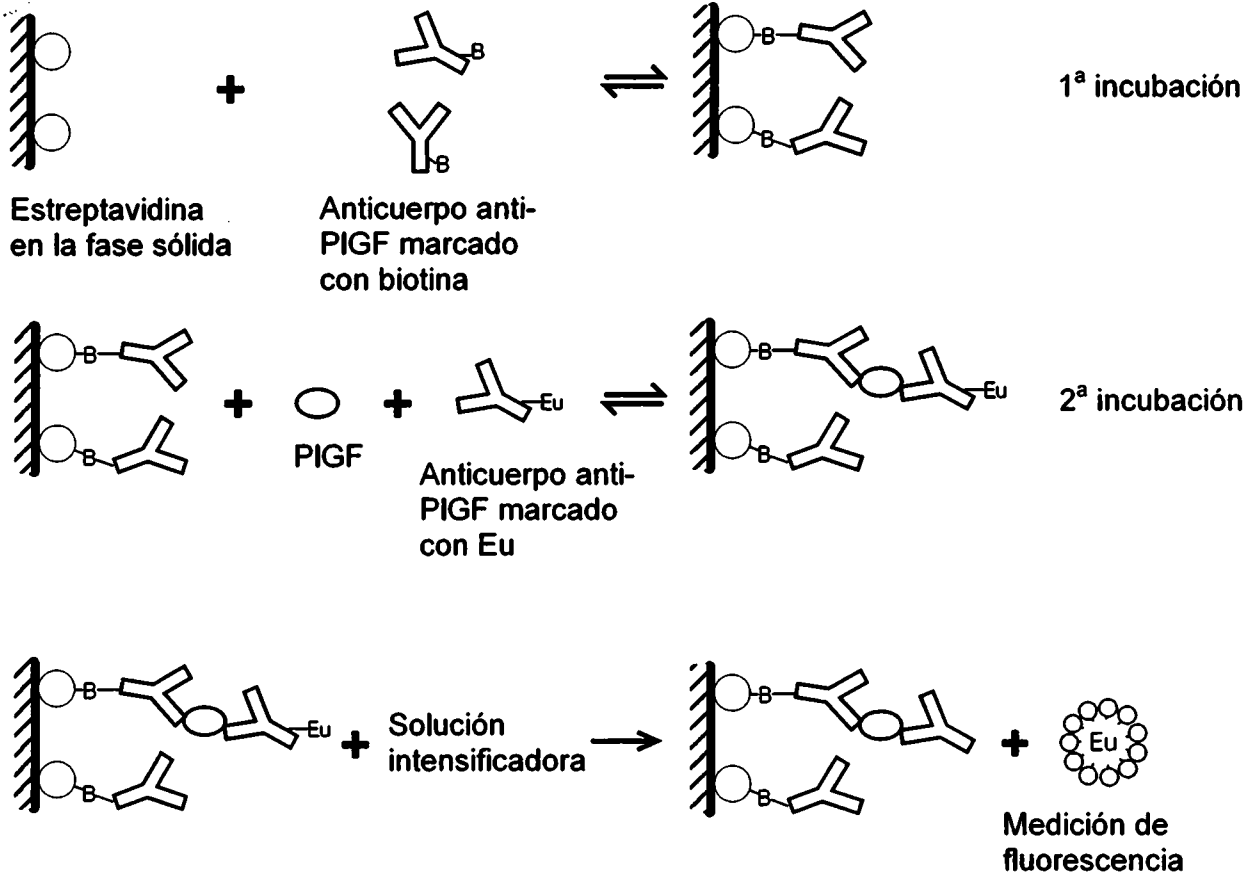 B
B
B
B
1ª incubación
Estreptavidina
en la fase sólida
Anticuerpo anti-
PIGF marcado
con biotina
B
B
PIGF
Eu
Anticuerpo anti-
PIGF marcado
con Eu
B
Eu
B
2ª incubación
B
Eu
B
Solución
intensificadora
B
B
Eu
Medición de
fluorescencia